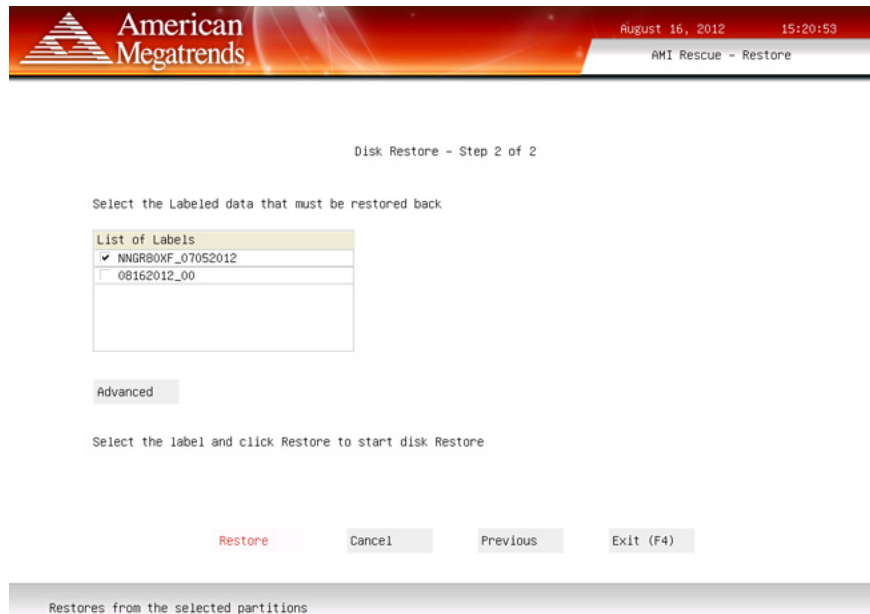 American
Megatrends
August 16, 2012 15:20:53
AMI Rescue - Restore
Disk Restore - Step 2 of 2
Select the Labeled data that must be restored back
List of Labels
NNGR80XF_07052012
08162012_00
Advanced
Select the label and click Restore to start disk Restore
Restore Cancel Previous Exit (F4)
Restores from the selected partitions